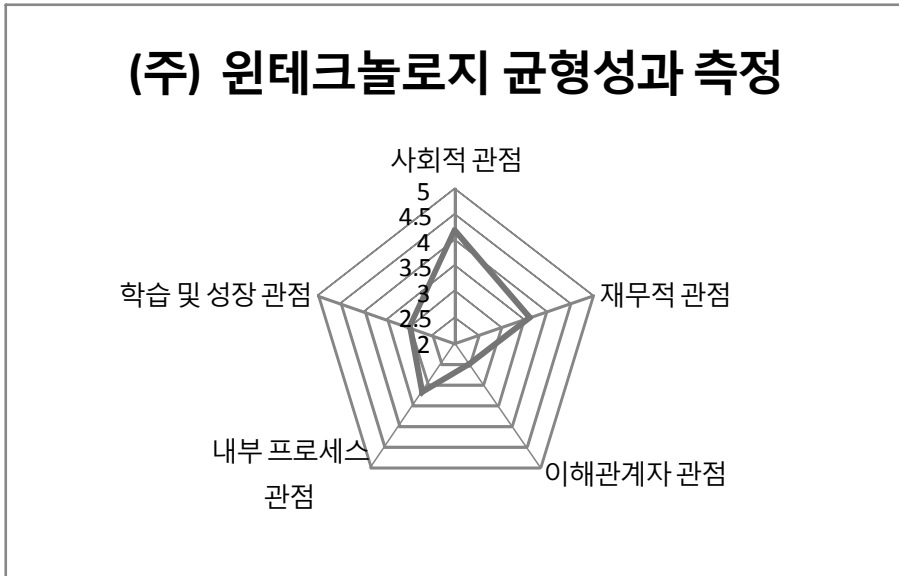 (주) 윈테크놀로지 균형성과 측정
사회적 관점
5
4.5
4
3.5
3
2.5
2
학습 및 성장 관점
재무적 관점
내부 프로세스
관점
이해관계자 관점